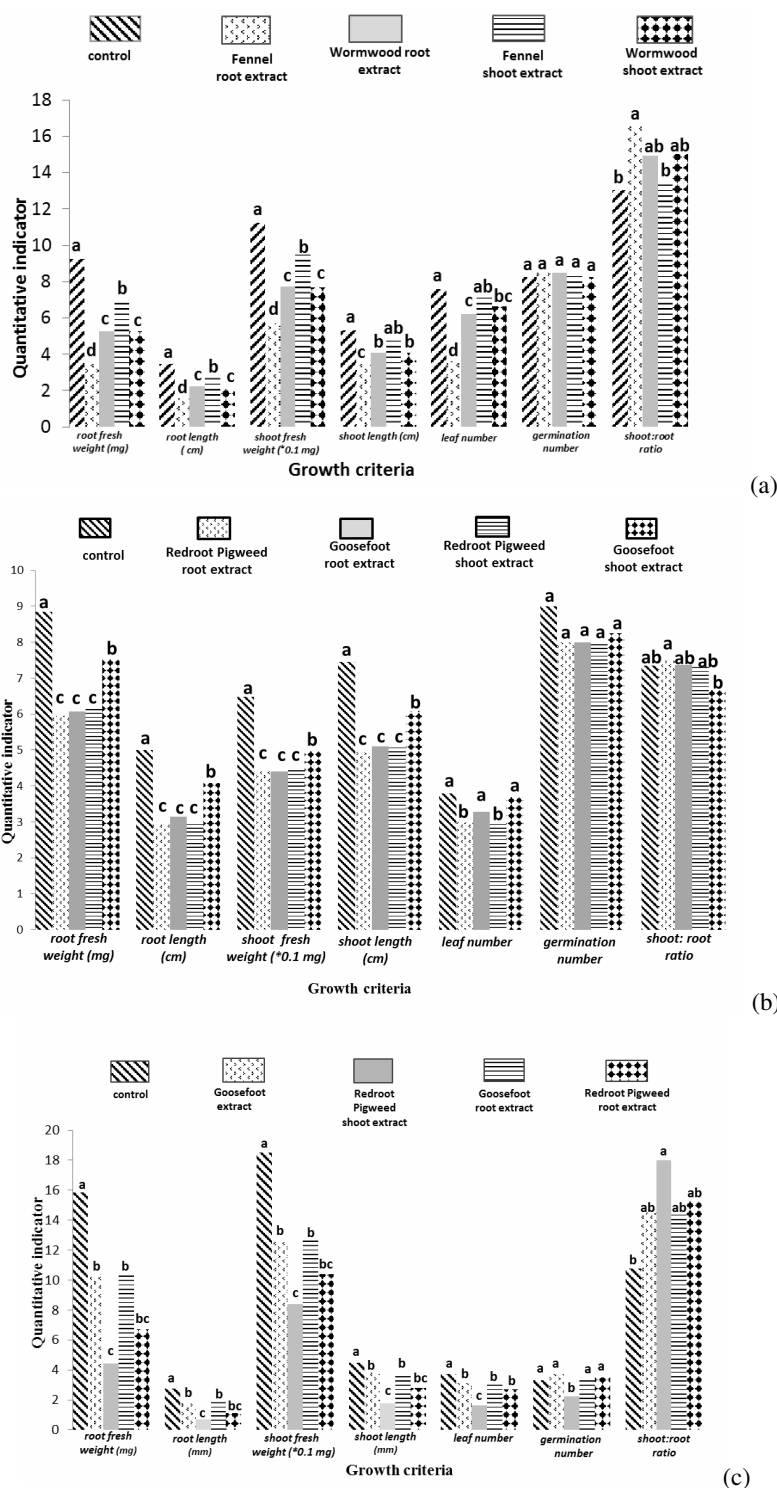 control
Fennel
root extract
Wormwood root
extract
Fennel
shoot extract
Wormwood
shoot extract
18
16
14
12
10
8
6
4
2
0
Quantitative indicator
a d c b c
a d c b c
a d c b c
a c b ab b
a d c ab bc
a a a a a
b a ab b ab
root fresh
weight (mg)
root length
( cm)
shoot fresh
weight (*0.1 mg)
shoot length (cm)
leaf number
germination
number
shoot:root
ratio
Growth criteria
(a)
control
Redroot Pigweed
root extract
Goosefoot
root extract
Redroot Pigweed
shoot extract
Goosefoot
shoot extract
10
9
8
7
6
5
4
3
2
1
0
Quantitative indicator
a c c c b
a c c c b
a c c c b
a c c c b
a b a b a
a a a a a
ab a ab ab b
root fresh
weight (mg)
root length
(cm)
shoot fresh
weight (*0.1 mg)
shoot length
(cm)
leaf number
germination
number
shoot: root
ratio
Growth criteria
(b)
control
Goosefoot
extract
Redroot
Pigweed
shoot extract
Goosefoot
root extract
Redroot Pigweed
root extract
20
18
16
14
12
10
8
6
4
2
0
Quantitative indicator
a b c b bc
a b c b bc
a b c b bc
a b c b bc
a b c b b
a a b a a
b ab a ab ab
root fresh
weight (mg)
root length
(mm)
shoot fresh
weight (*0.1 mg)
shoot length
(mm)
leaf number
germination
number
shoot:root
ratio
Growth criteria
(c)